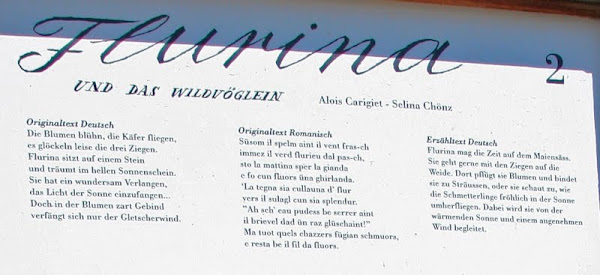 Flurina
2
UND DAS WILDVÖGLEIN
Alois Carigiet - Selina Chönz
Originaltext Deutsch
Die Blumen blühn, die Käfer fliegen,
es glöckeln leise die drei Ziegen.
Flurina sitzt auf einem Stein
und träumt im hellen Sonnenschein.
Sie hat ein wundersam Verlangen,
das Licht der Sonne einzufangen...
Doch in der Blumen zart Gebind
verfängt sich nur der Gletscherwind.
Originaltext Romanisch
Süsom il spelm aint il vent fras-ch
immez il verd flurieu dal pas-ch,
sto la mattina sper la gianda
e fo cun fluors üna ghirlanda.
'La tegna sia cullauna d' flur
vers il sulagl cun sia splendur.
"Ah sch' eau pudess be serrer aint
il brievel dad ün raz glüschaint!"
Ma tuot quels chazzers fügian schmuors,
e resta be il fil da fluors.
Erzähltext Deutsch
Flurina mag die Zeit auf dem Maiensäss.
Sie geht gerne mit den Ziegen auf die
Weide. Dort pflügt sie Blumen und bindet
sie zu Sträussen, oder sie schaut zu, wie
die Schmetterlinge fröhlich in der Sonne
umherfliegen. Dabei wird sie von der
wärmenden Sonne und einem angenehmen
Wind begleitet.